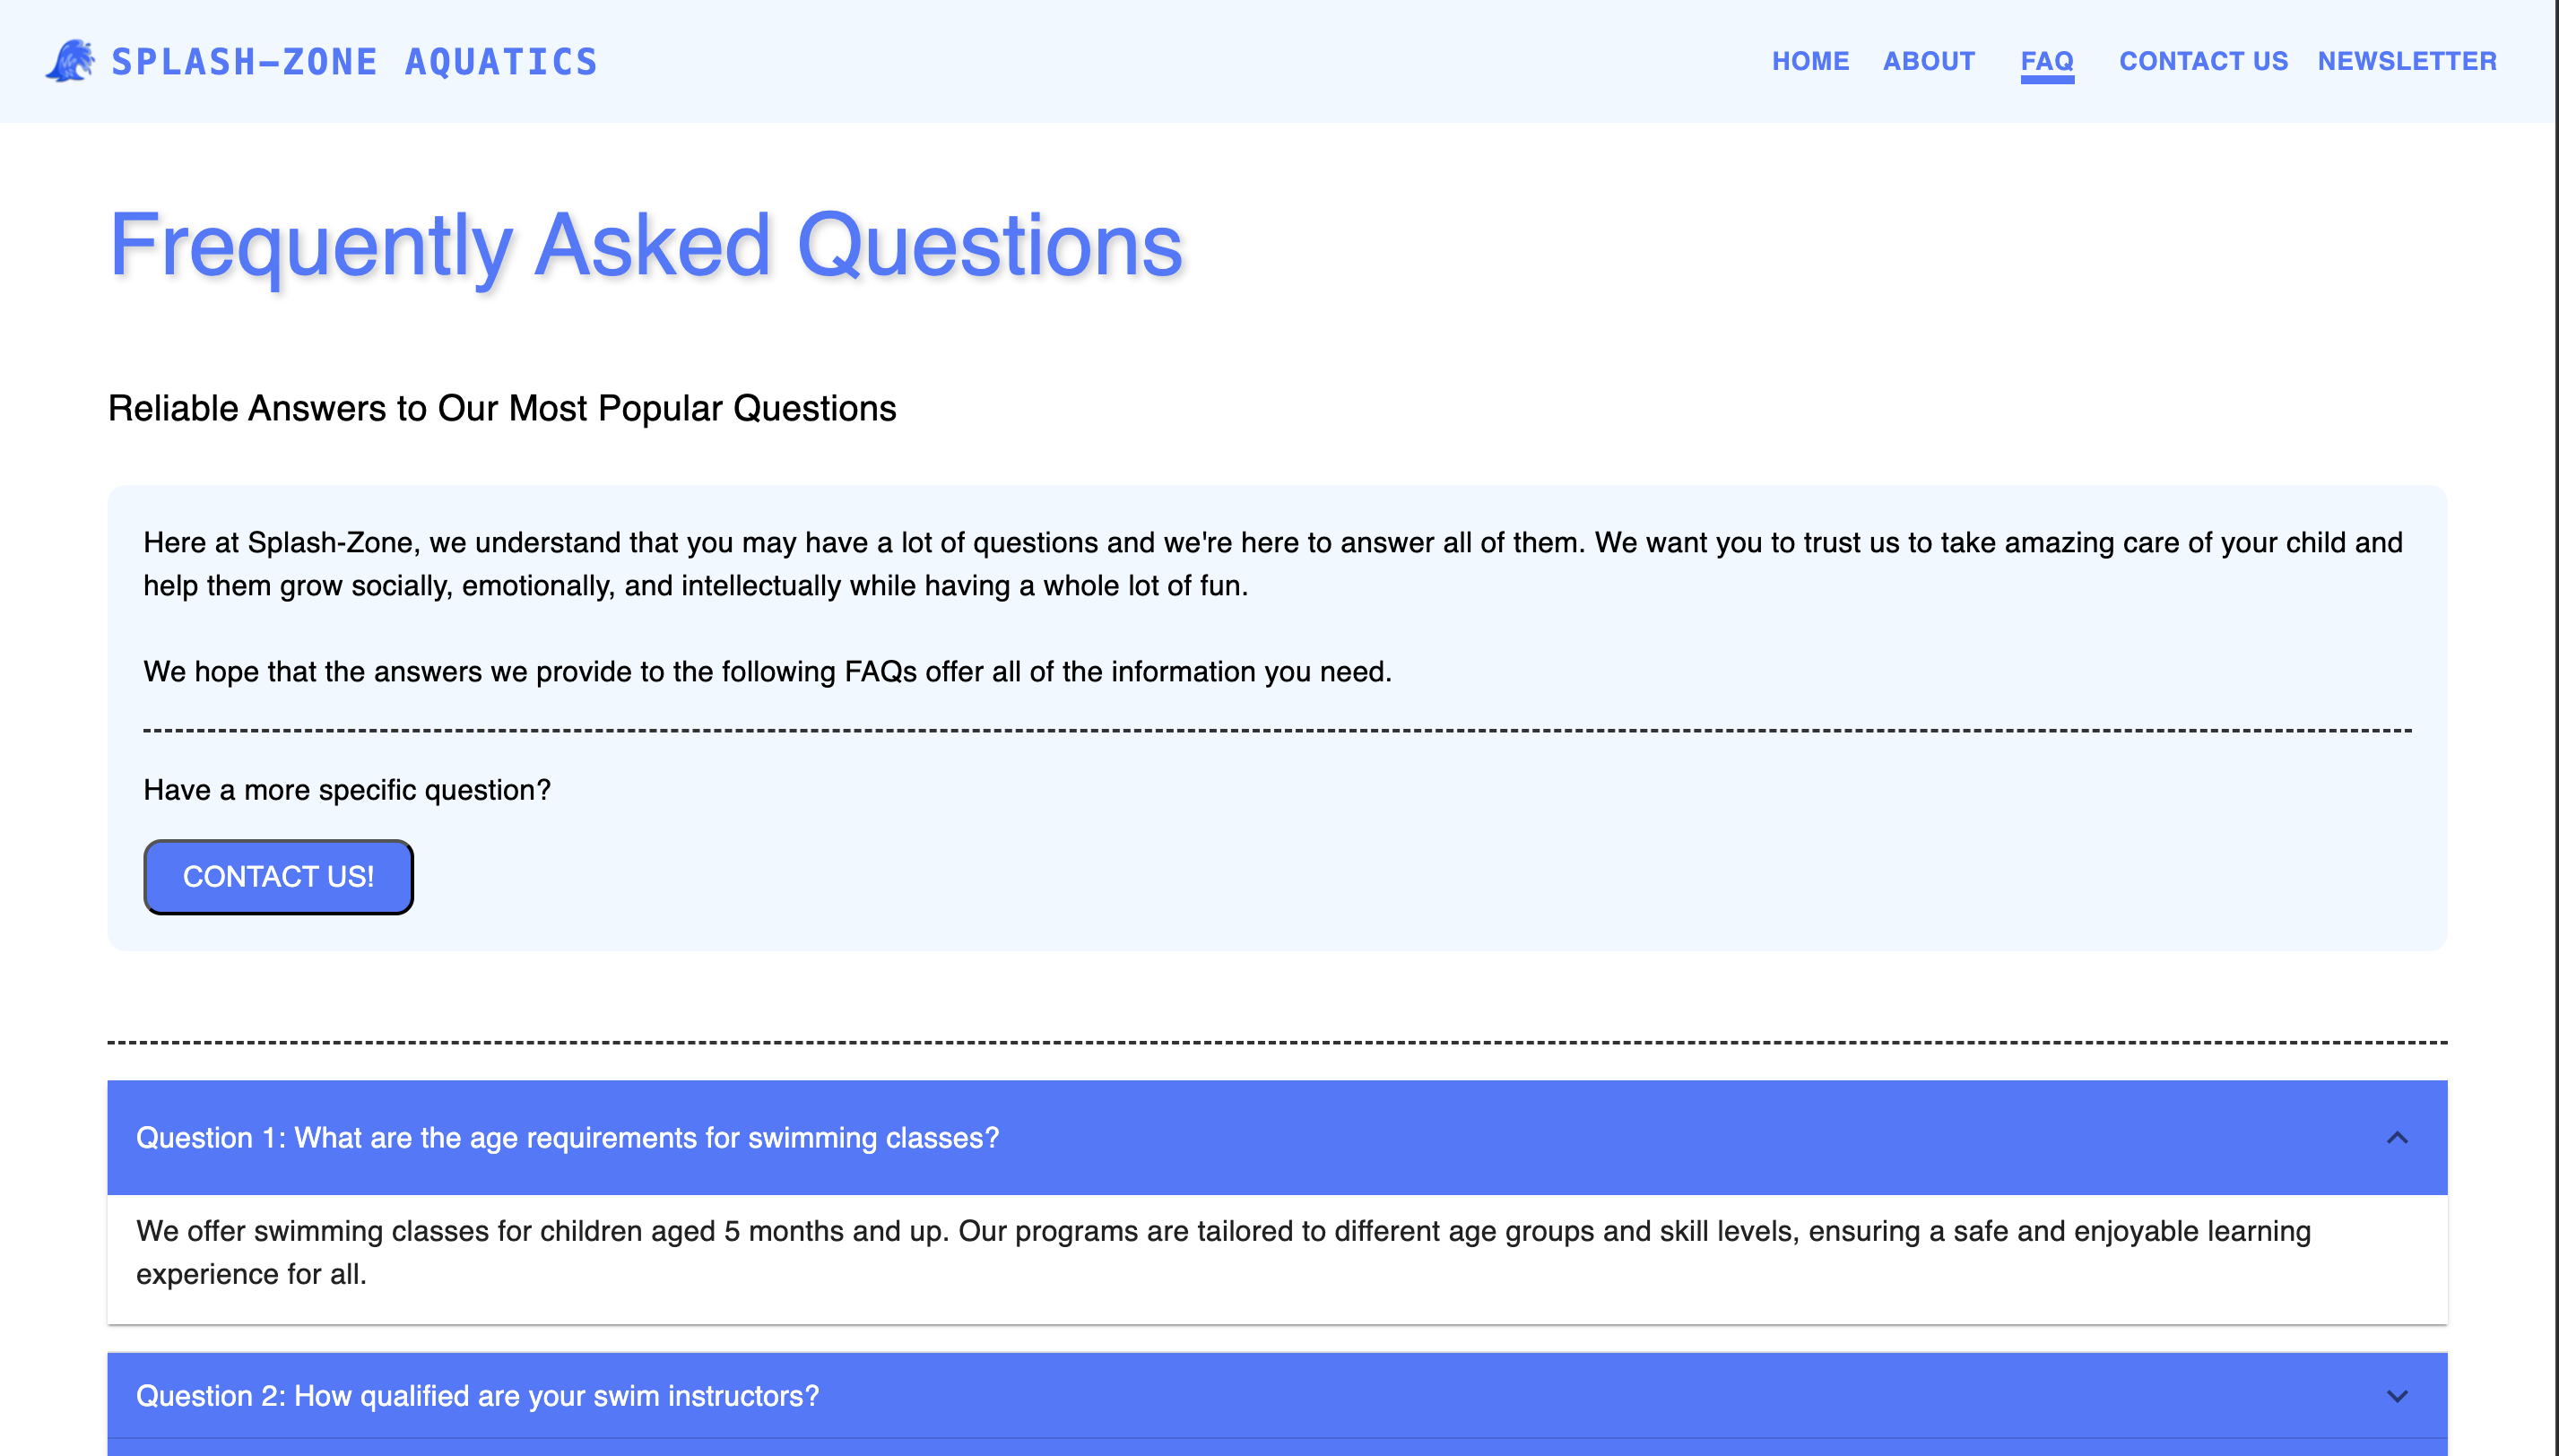 SPLASH-ZONE AQUATICS
HOME ABOUT FAQ CONTACT US NEWSLETTER
Frequently Asked Questions
Reliable Answers to Our Most Popular Questions
Here at Splash-Zone, we understand that you may have a lot of questions and we're here to answer all of them. We want you to trust us to take amazing care of your child and
help them grow socially, emotionally, and intellectually while having a whole lot of fun.
We hope that the answers we provide to the following FAQs offer all of the information you need.
Have a more specific question?
CONTACT US!
Question 1: What are the age requirements for swimming classes?
We offer swimming classes for children aged 5 months and up. Our programs are tailored to different age groups and skill levels, ensuring a safe and enjoyable learning
experience for all.
Question 2: How qualified are your swim instructors?